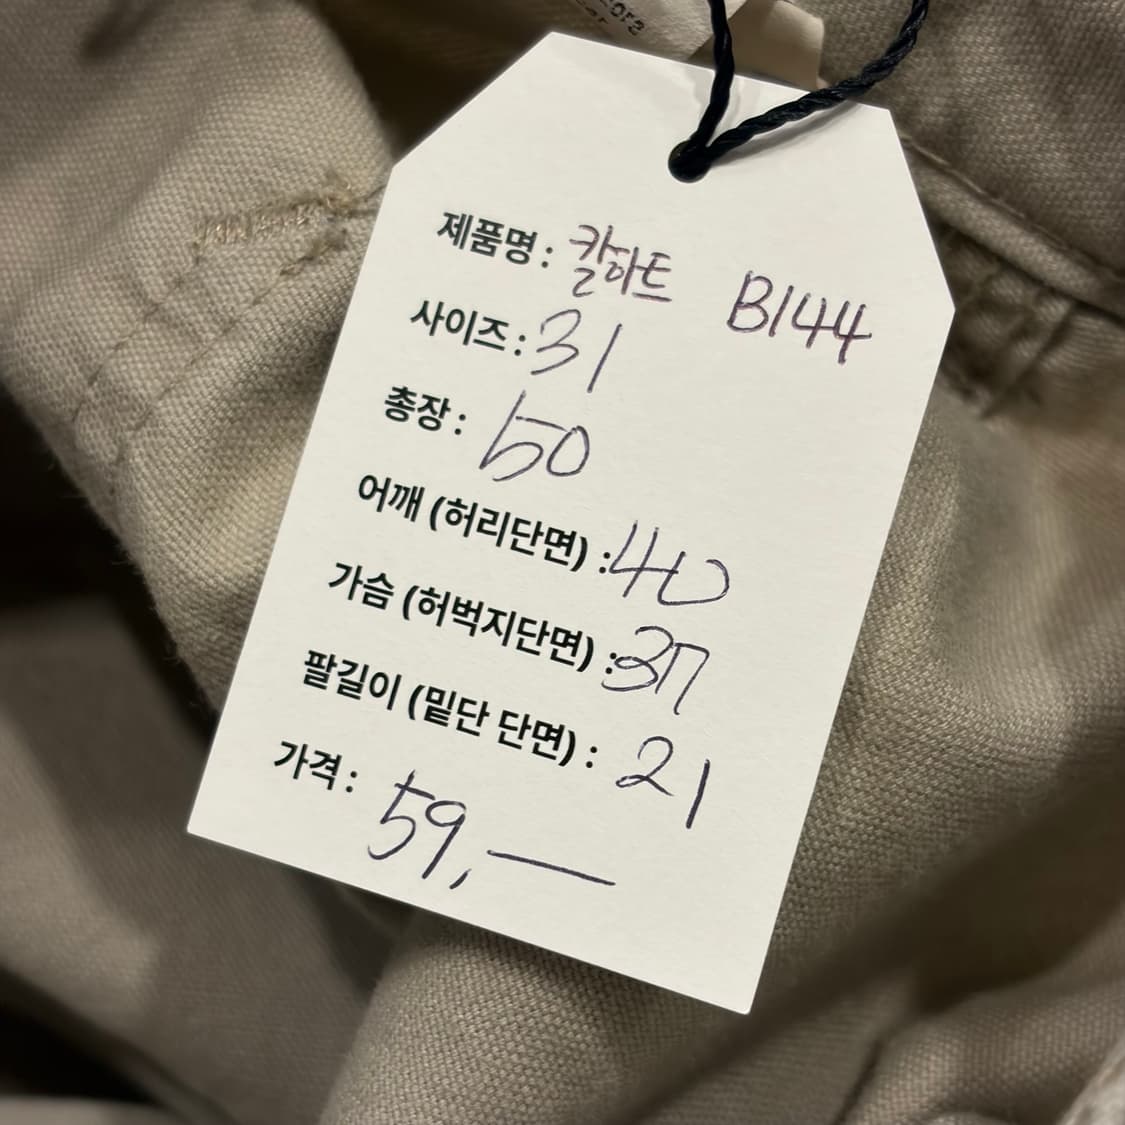 제품명 : 칼하트 B144
사이즈 : 31
총장 : 50
어깨 (허리단면) : 40
가슴 (허벅지단면) : 37
팔길이 (밑단 단면) : 21
가격 : 59,—